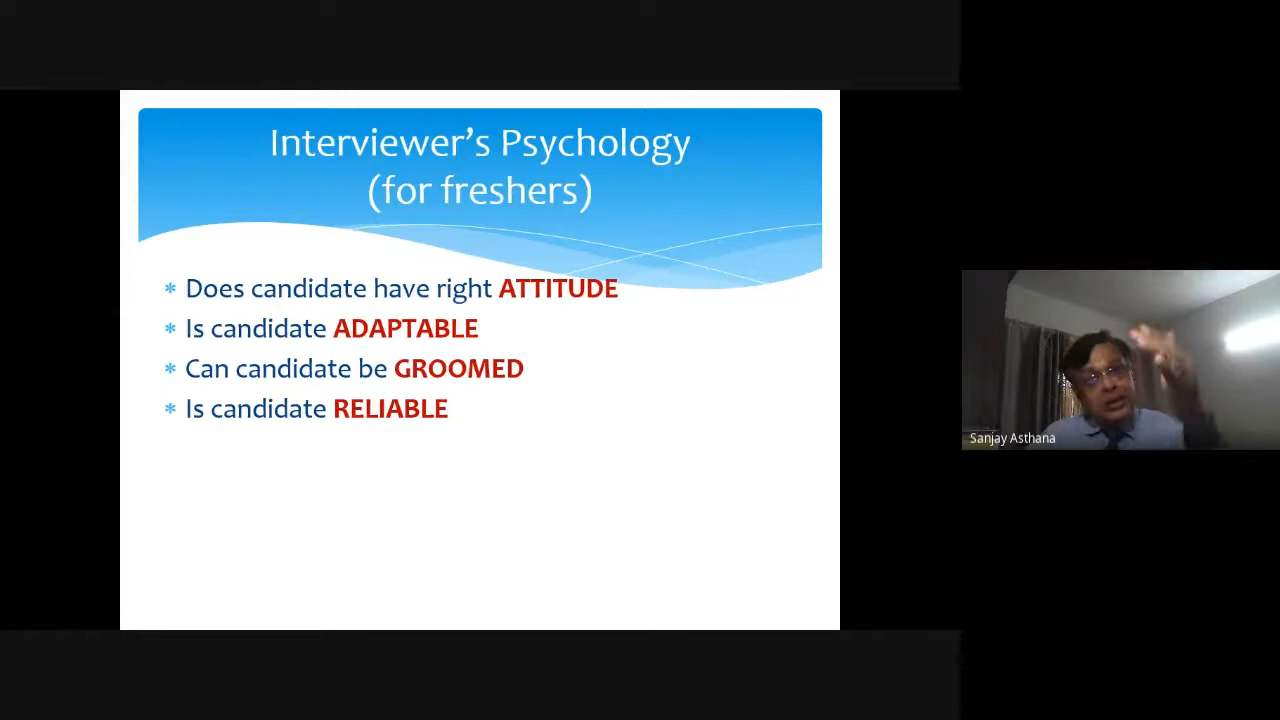 Interviewer’s Psychology
(for freshers)
* Does candidate have right ATTITUDE
* Is candidate ADAPTABLE
* Can candidate be GROOMED
* Is candidate RELIABLE
Sanjay Asthana